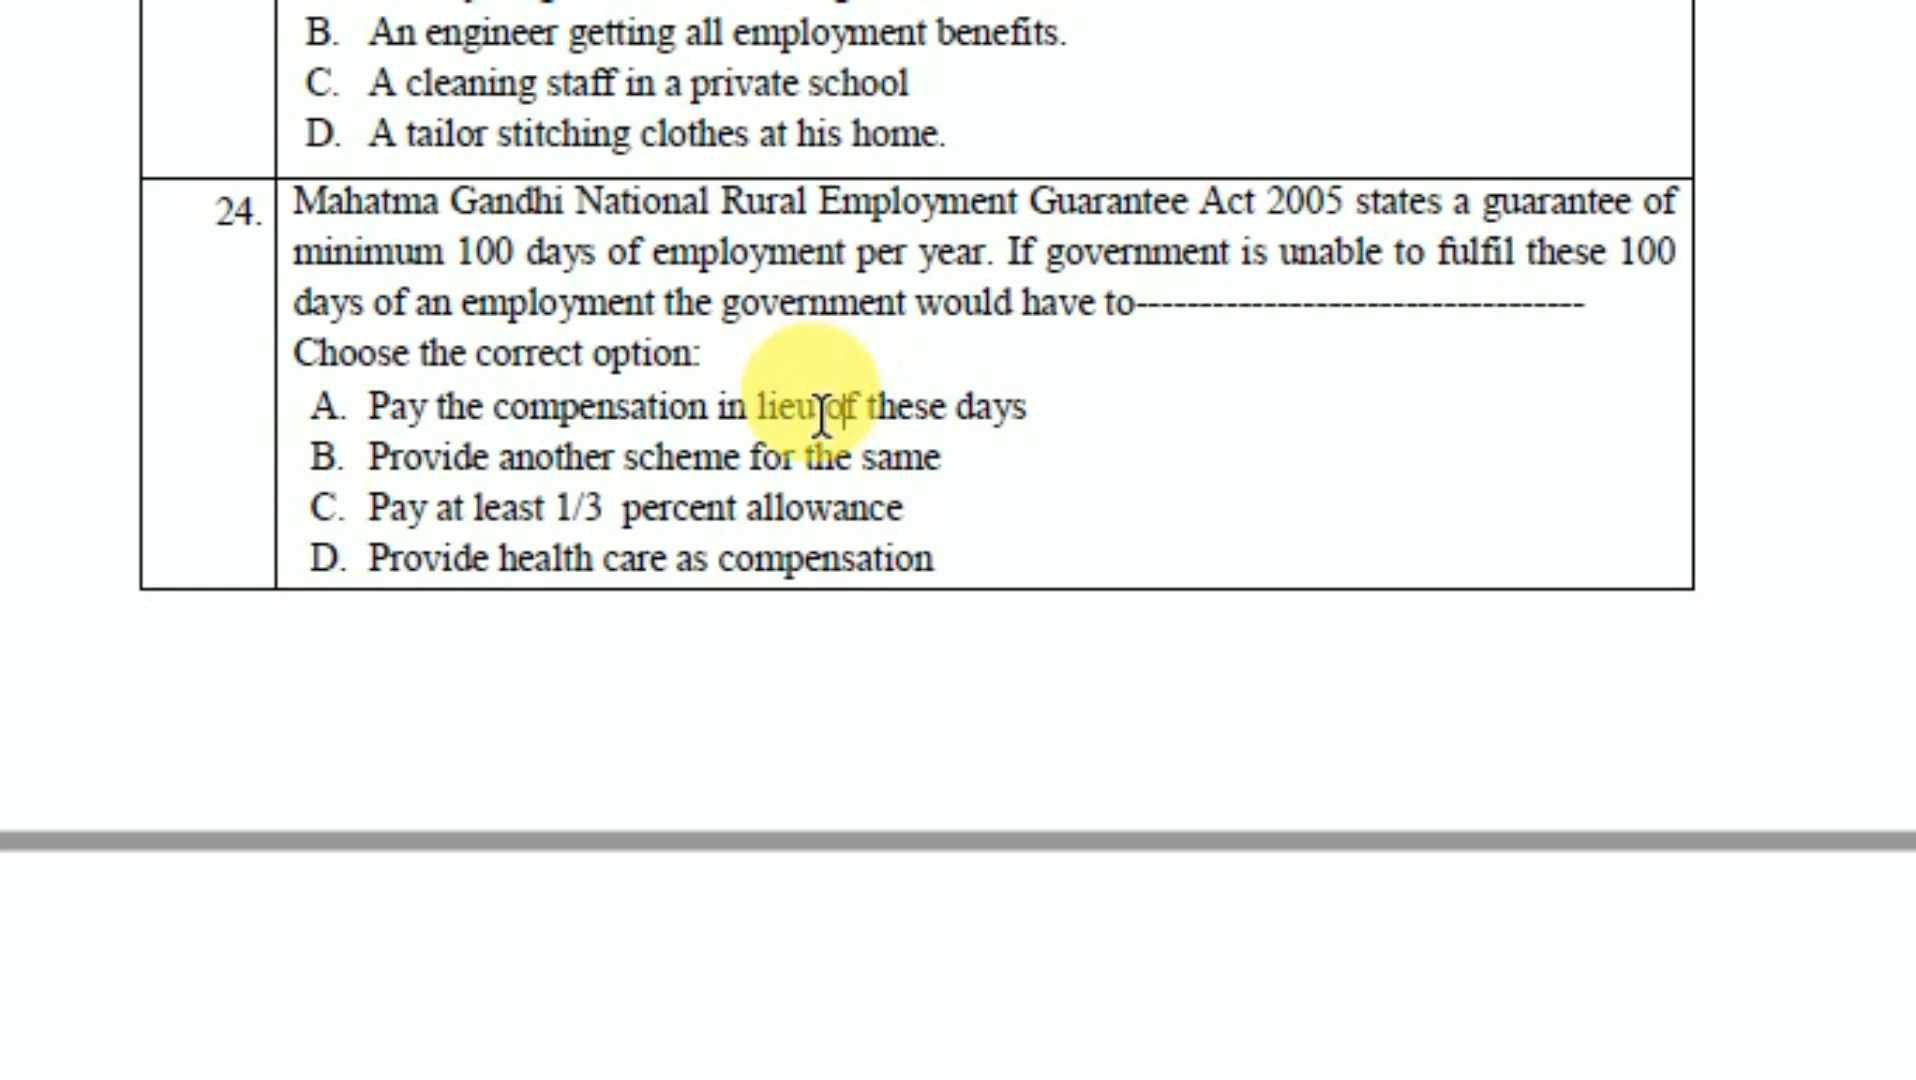 B. An engineer getting all employment benefits.
C. A cleaning staff in a private school
D. A tailor stitching clothes at his home.
24. Mahatma Gandhi National Rural Employment Guarantee Act 2005 states a guarantee of
minimum 100 days of employment per year. If government is unable to fulfil these 100
days of an employment the government would have to-----------------------------------
Choose the correct option:
A. Pay the compensation in lieu of these days
B. Provide another scheme for the same
C. Pay at least 1/3 percent allowance
D. Provide health care as compensation